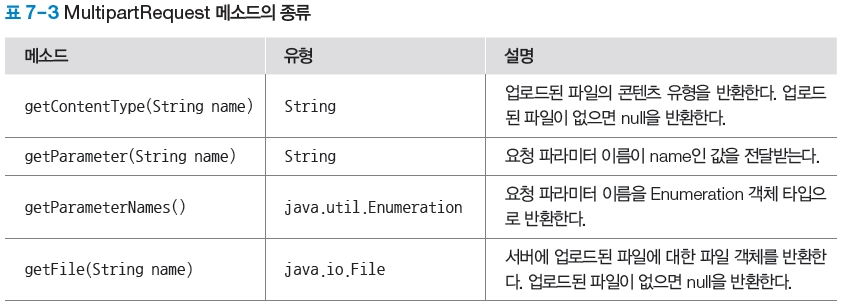 표 7-3 MultipartRequest 메소드의 종류
메소드 유형 설명
getContentType(String name) String 업로드된 파일의 콘텐츠 유형을 반환한다. 업로드
된 파일이 없으면 null을 반환한다.
getParameter(String name) String 요청 파라미터 이름이 name인 값을 전달받는다.
getParameterNames() java.util.Enumeration 요청 파라미터 이름을 Enumeration 객체 타입으
로 반환한다.
getFile(String name) java.io.File 서버에 업로드된 파일에 대한 파일 객체를 반환한
다. 업로드된 파일이 없으면 null을 반환한다.